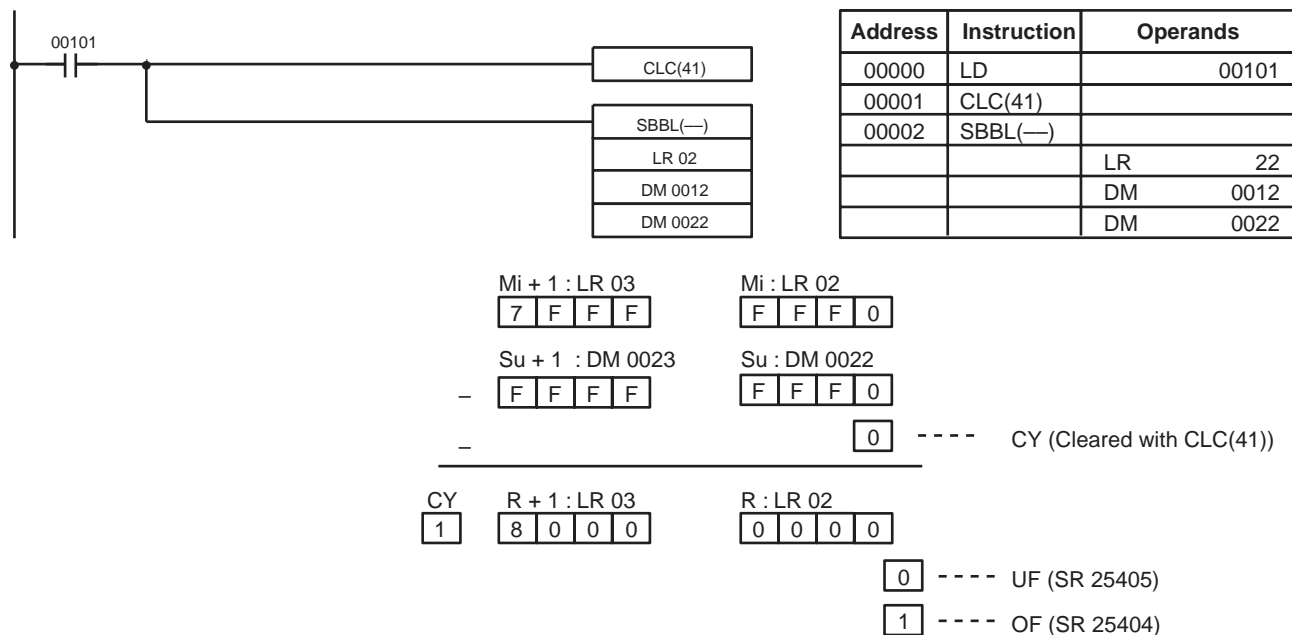 00101
CLC(41)
SBBL(––)
LR 02
DM 0012
DM 0022
Address Instruction Operands
00000 LD 00101
00001 CLC(41)
00002 SBBL(––)
LR 22
DM 0012
DM 0022
Mi + 1 : LR 03 Mi : LR 02
7 F F F F F F 0
Su + 1 : DM 0023 Su : DM 0022
– F F F F F F F 0
– 0 ---- CY (Cleared with CLC(41))
CY R + 1 : LR 03 R : LR 02
1 8 0 0 0 0 0 0 0
0 ---- UF (SR 25405)
1 ---- OF (SR 25404)